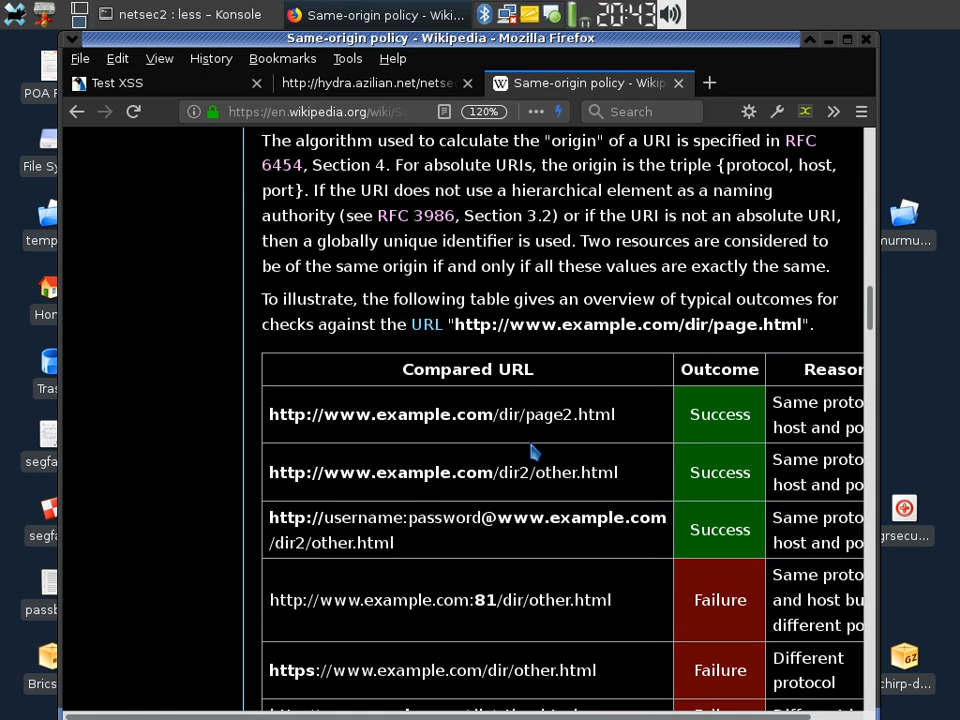 netsec2 : less – Konsole
Same-origin policy - Wiki...
20:43
Same-origin policy - Wikipedia - Mozilla Firefox
File Edit View History Bookmarks Tools Help
Test XSS
http://hydra.azilian.net/netse
Same-origin policy - Wikip
https://en.wikipedia.org/wiki/S
120%
Search
The algorithm used to calculate the "origin" of a URI is specified in RFC
6454, Section 4. For absolute URIs, the origin is the triple {protocol, host,
port}. If the URI does not use a hierarchical element as a naming
authority (see RFC 3986, Section 3.2) or if the URI is not an absolute URI,
then a globally unique identifier is used. Two resources are considered to
be of the same origin if and only if all these values are exactly the same.
To illustrate, the following table gives an overview of typical outcomes for
checks against the URL "http://www.example.com/dir/page.html".
Compared URL Outcome Reason
http://www.example.com/dir/page2.html Success Same proto
host and po
http://www.example.com/dir2/other.html Success Same proto
host and po
http://username:password@www.example.com
/dir2/other.html Success Same proto
host and po
http://www.example.com:81/dir/other.html Failure Same proto
and host bu
different po
https://www.example.com/dir/other.html Failure Different
protocol
POA F
File Sy
temp
Hom
Tras
segfa
segfa
passb
Brics
murmu...
grsecu...
chirp-d...